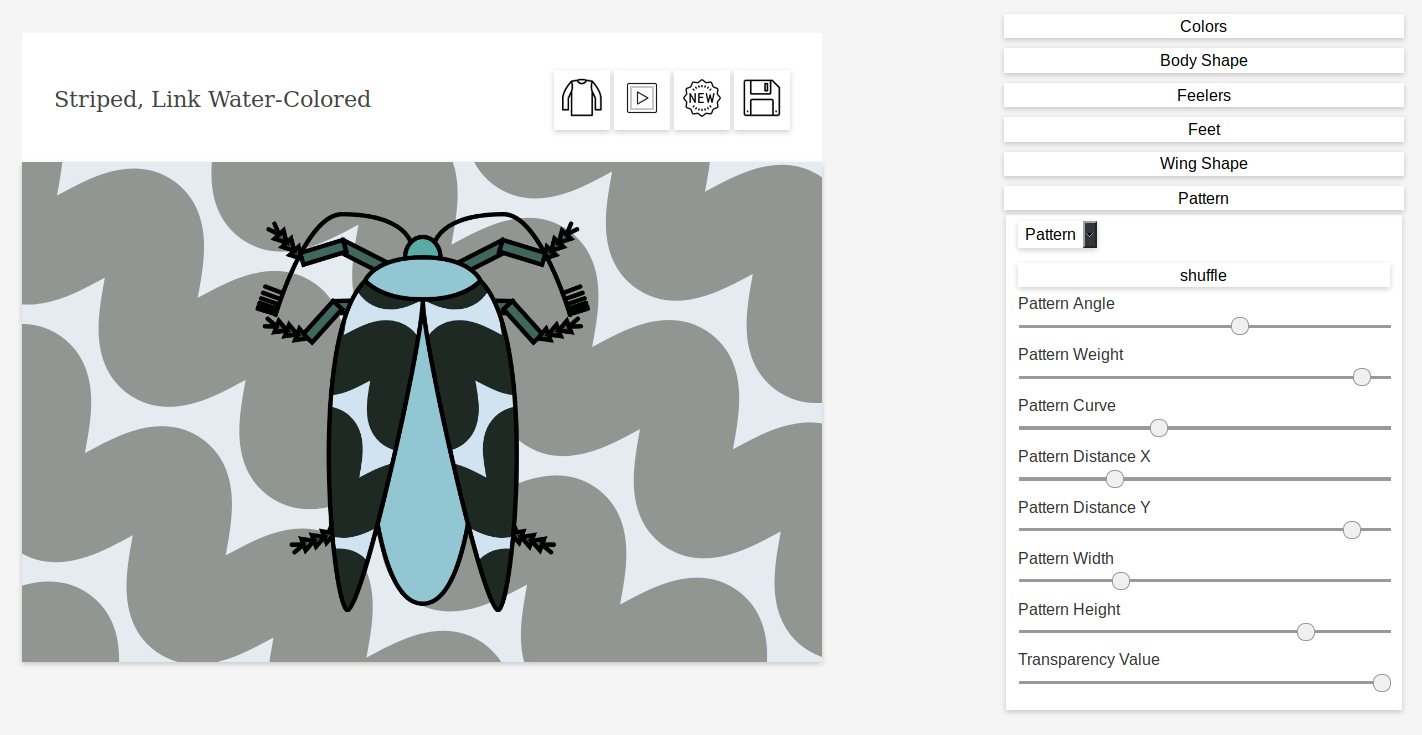 Striped, Link Water-Colored
NEW
Colors
Body Shape
Feelers
Feet
Wing Shape
Pattern
Pattern
shuffle
Pattern Angle
Pattern Weight
Pattern Curve
Pattern Distance X
Pattern Distance Y
Pattern Width
Pattern Height
Transparency Value